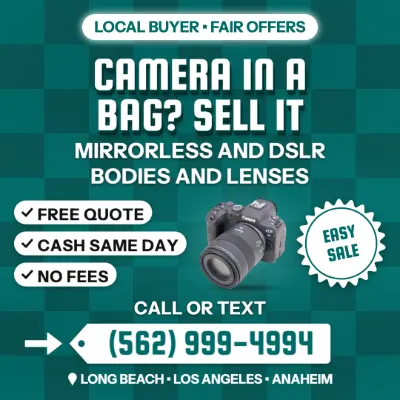 LOCAL BUYER • FAIR OFFERS
CAMERA IN A
BAG? SELL IT
MIRRORLESS AND DSLR
BODIES AND LENSES
FREE QUOTE
CASH SAME DAY
NO FEES
Canon
EASY
SALE
CALL OR TEXT
(562) 999-4994
LONG BEACH • LOS ANGELES • ANAHEIM